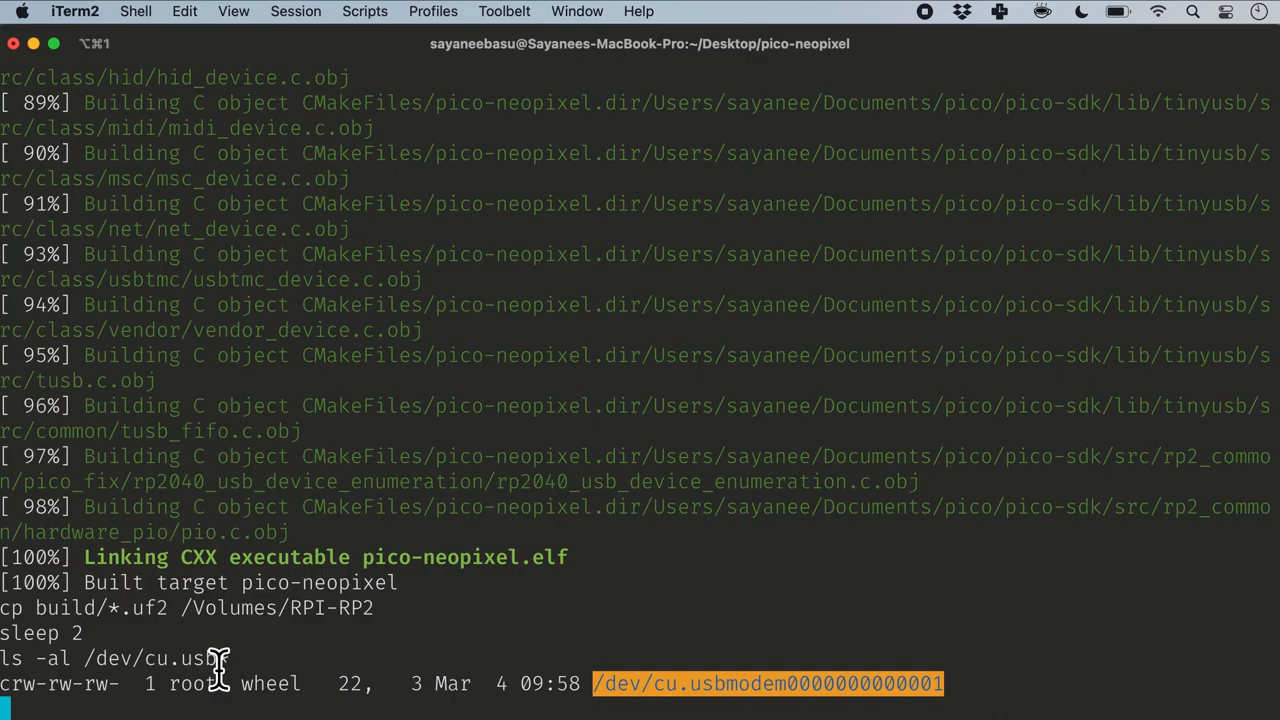 iTerm2 Shell Edit View Session Scripts Profiles Toolbelt Window Help
⌥⌘1 sayaneebasu@Sayanees-MacBook-Pro:~/Desktop/pico-neopixel
rc/class/hid/hid_device.c.obj
[ 89%] Building C object CMakeFiles/pico-neopixel.dir/Users/sayanee/Documents/pico/pico-sdk/lib/tinyusb/s
rc/class/midi/midi_device.c.obj
[ 90%] Building C object CMakeFiles/pico-neopixel.dir/Users/sayanee/Documents/pico/pico-sdk/lib/tinyusb/s
rc/class/msc/msc_device.c.obj
[ 91%] Building C object CMakeFiles/pico-neopixel.dir/Users/sayanee/Documents/pico/pico-sdk/lib/tinyusb/s
rc/class/net/net_device.c.obj
[ 93%] Building C object CMakeFiles/pico-neopixel.dir/Users/sayanee/Documents/pico/pico-sdk/lib/tinyusb/s
rc/class/usbtmc/usbtmc_device.c.obj
[ 94%] Building C object CMakeFiles/pico-neopixel.dir/Users/sayanee/Documents/pico/pico-sdk/lib/tinyusb/s
rc/class/vendor/vendor_device.c.obj
[ 95%] Building C object CMakeFiles/pico-neopixel.dir/Users/sayanee/Documents/pico/pico-sdk/lib/tinyusb/s
rc/tusb.c.obj
[ 96%] Building C object CMakeFiles/pico-neopixel.dir/Users/sayanee/Documents/pico/pico-sdk/lib/tinyusb/s
rc/common/tusb_fifo.c.obj
[ 97%] Building C object CMakeFiles/pico-neopixel.dir/Users/sayanee/Documents/pico/pico-sdk/src/rp2_commo
n/pico_fix/rp2040_usb_device_enumeration/rp2040_usb_device_enumeration.c.obj
[ 98%] Building C object CMakeFiles/pico-neopixel.dir/Users/sayanee/Documents/pico/pico-sdk/src/rp2_commo
n/hardware_pio/pio.c.obj
[100%] Linking CXX executable pico-neopixel.elf
[100%] Built target pico-neopixel
cp build/*.uf2 /Volumes/RPI-RP2
sleep 2
ls -al /dev/cu.usb*
crw-rw-rw- 1 root wheel 22, 3 Mar 4 09:58 /dev/cu.usbmodem0000000000001